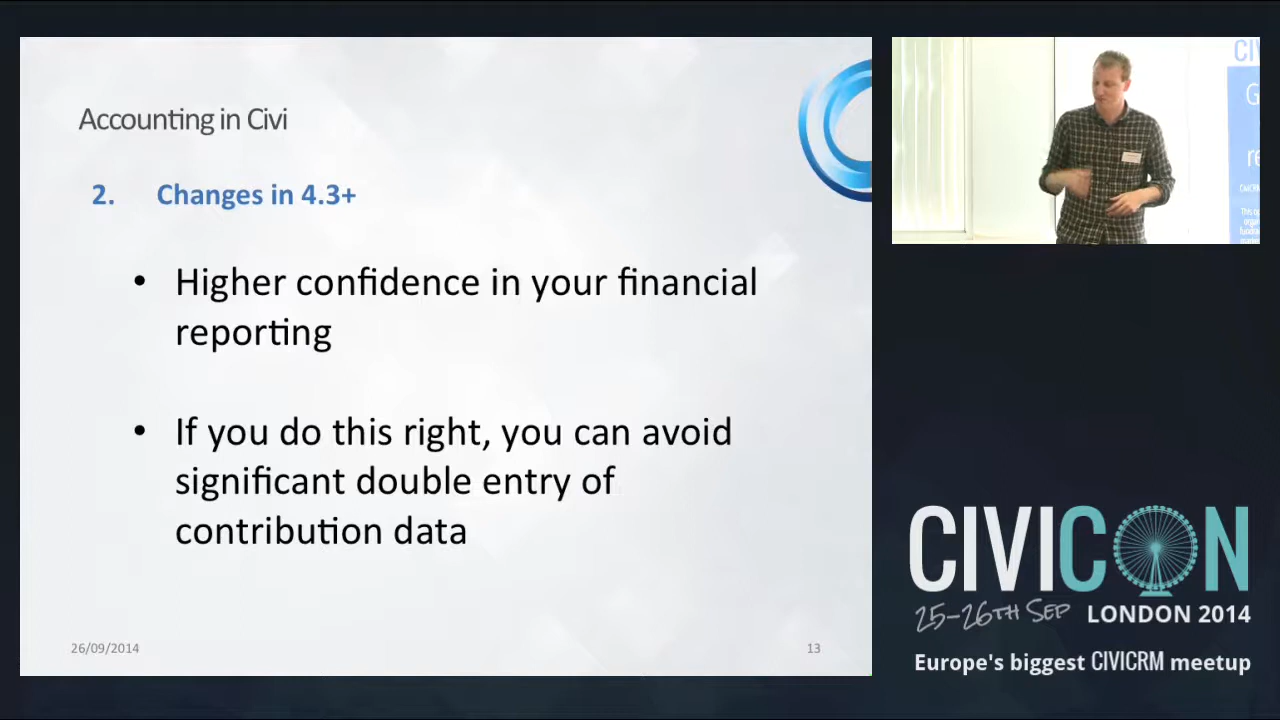 Accounting in Civi
2. Changes in 4.3+
• Higher confidence in your financial
reporting
• If you do this right, you can avoid
significant double entry of
contribution data
26/09/2014
13
CIVICON
25-26TH SEP LONDON 2014
Europe's biggest CIVICRM meetup